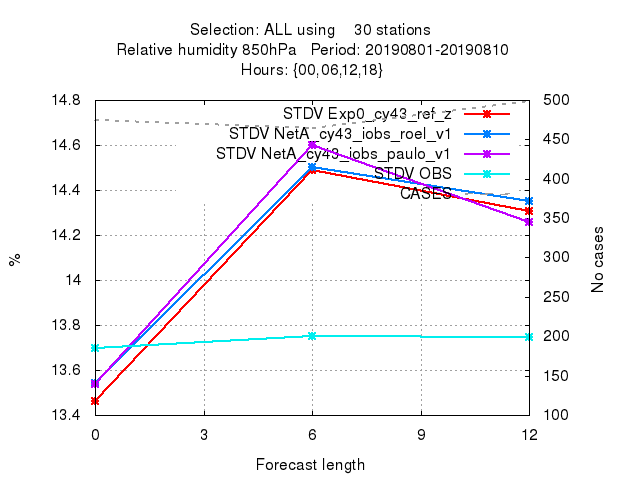 Selection: ALL using 30 stations
Relative humidity 850hPa Period: 20190801-20190810
Hours: {00,06,12,18}
STDV Exp0_cy43_ref_z
STDV NetA_cy43_iobs_roel_v1
STDV NetA_cy43_iobs_paulo_v1
STDV OBS
CASES
14.8
14.6
14.4
14.2
14
13.8
13.6
13.4
%
500
450
400
350
300
250
200
150
100
No cases
0 3 6 9 12
Forecast length